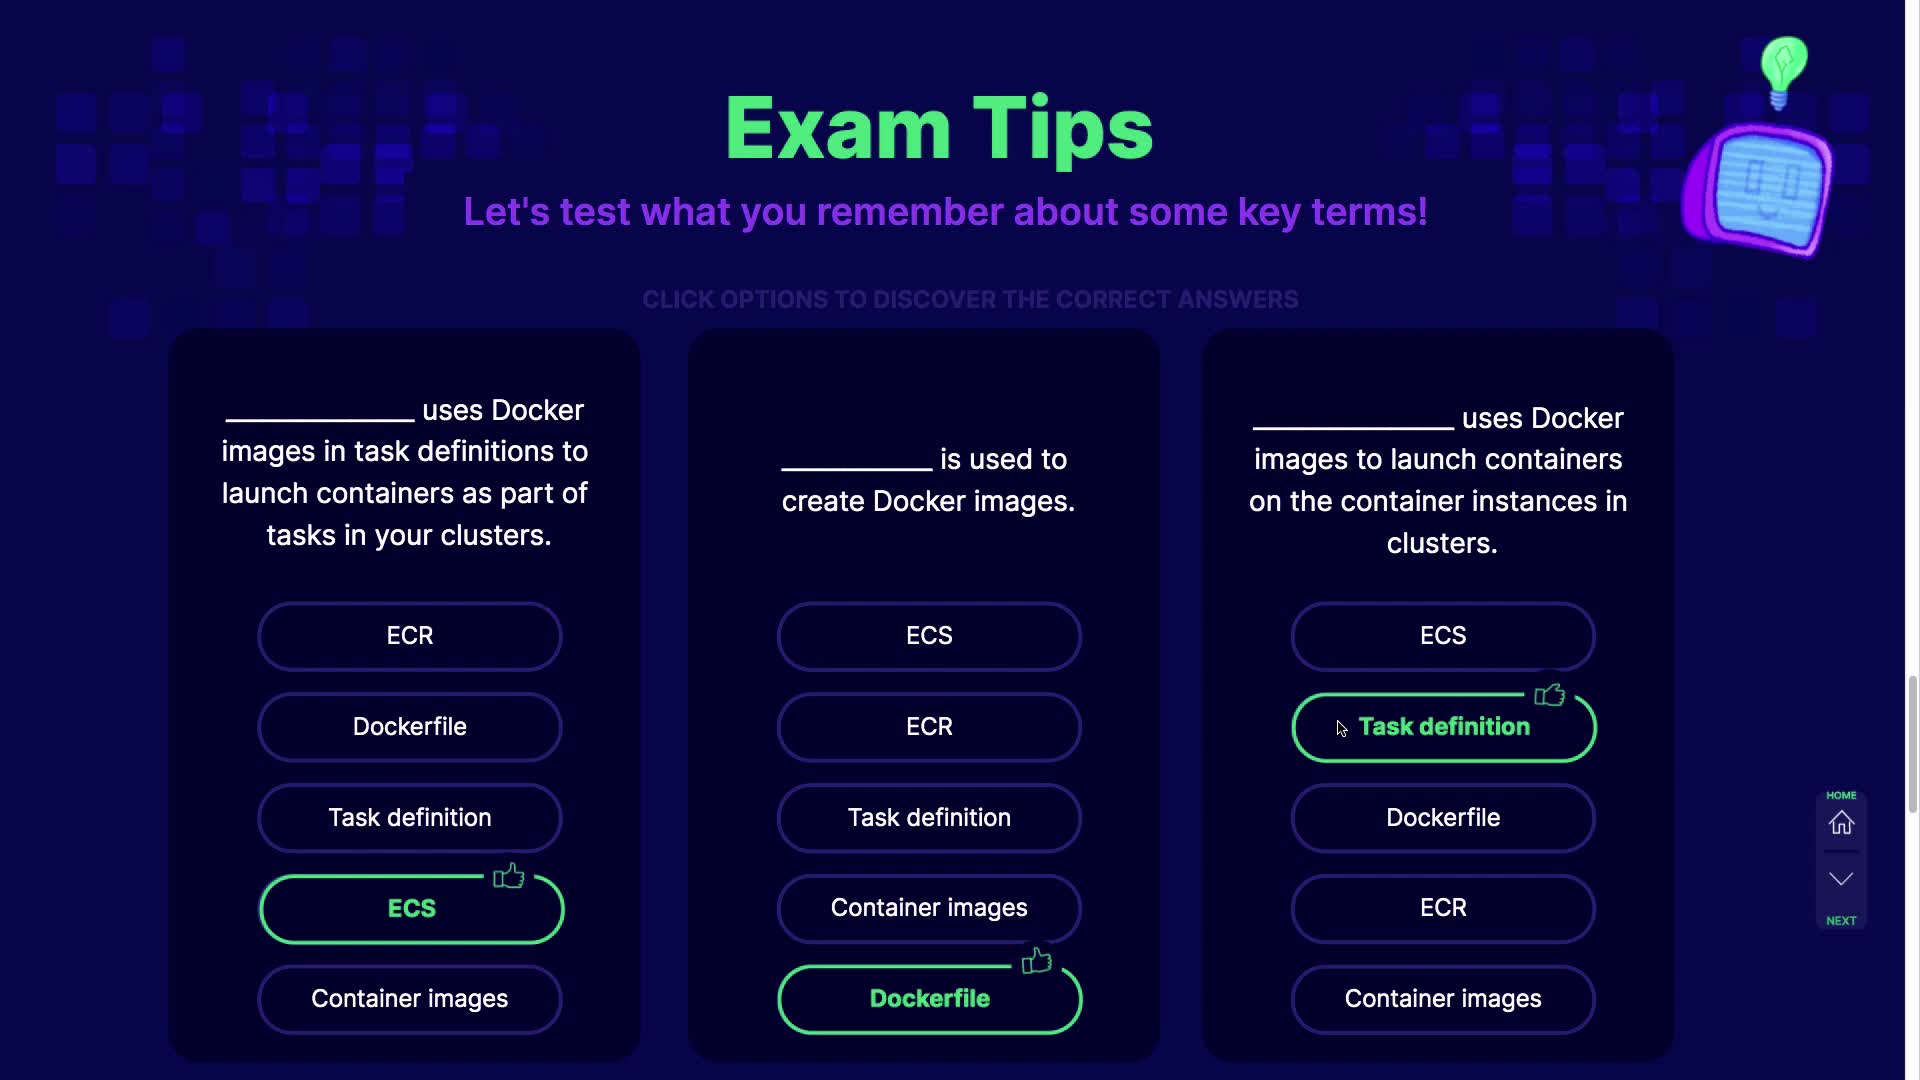 Exam Tips
Let's test what you remember about some key terms!
CLICK OPTIONS TO DISCOVER THE CORRECT ANSWERS
_____________ uses Docker
images in task definitions to
launch containers as part of
tasks in your clusters.
ECR
Dockerfile
Task definition
ECS
Container images
__________ is used to
create Docker images.
ECS
ECR
Task definition
Container images
Dockerfile
______________ uses Docker
images to launch containers
on the container instances in
clusters.
ECS
Task definition
Dockerfile
ECR
Container images
HOME
NEXT